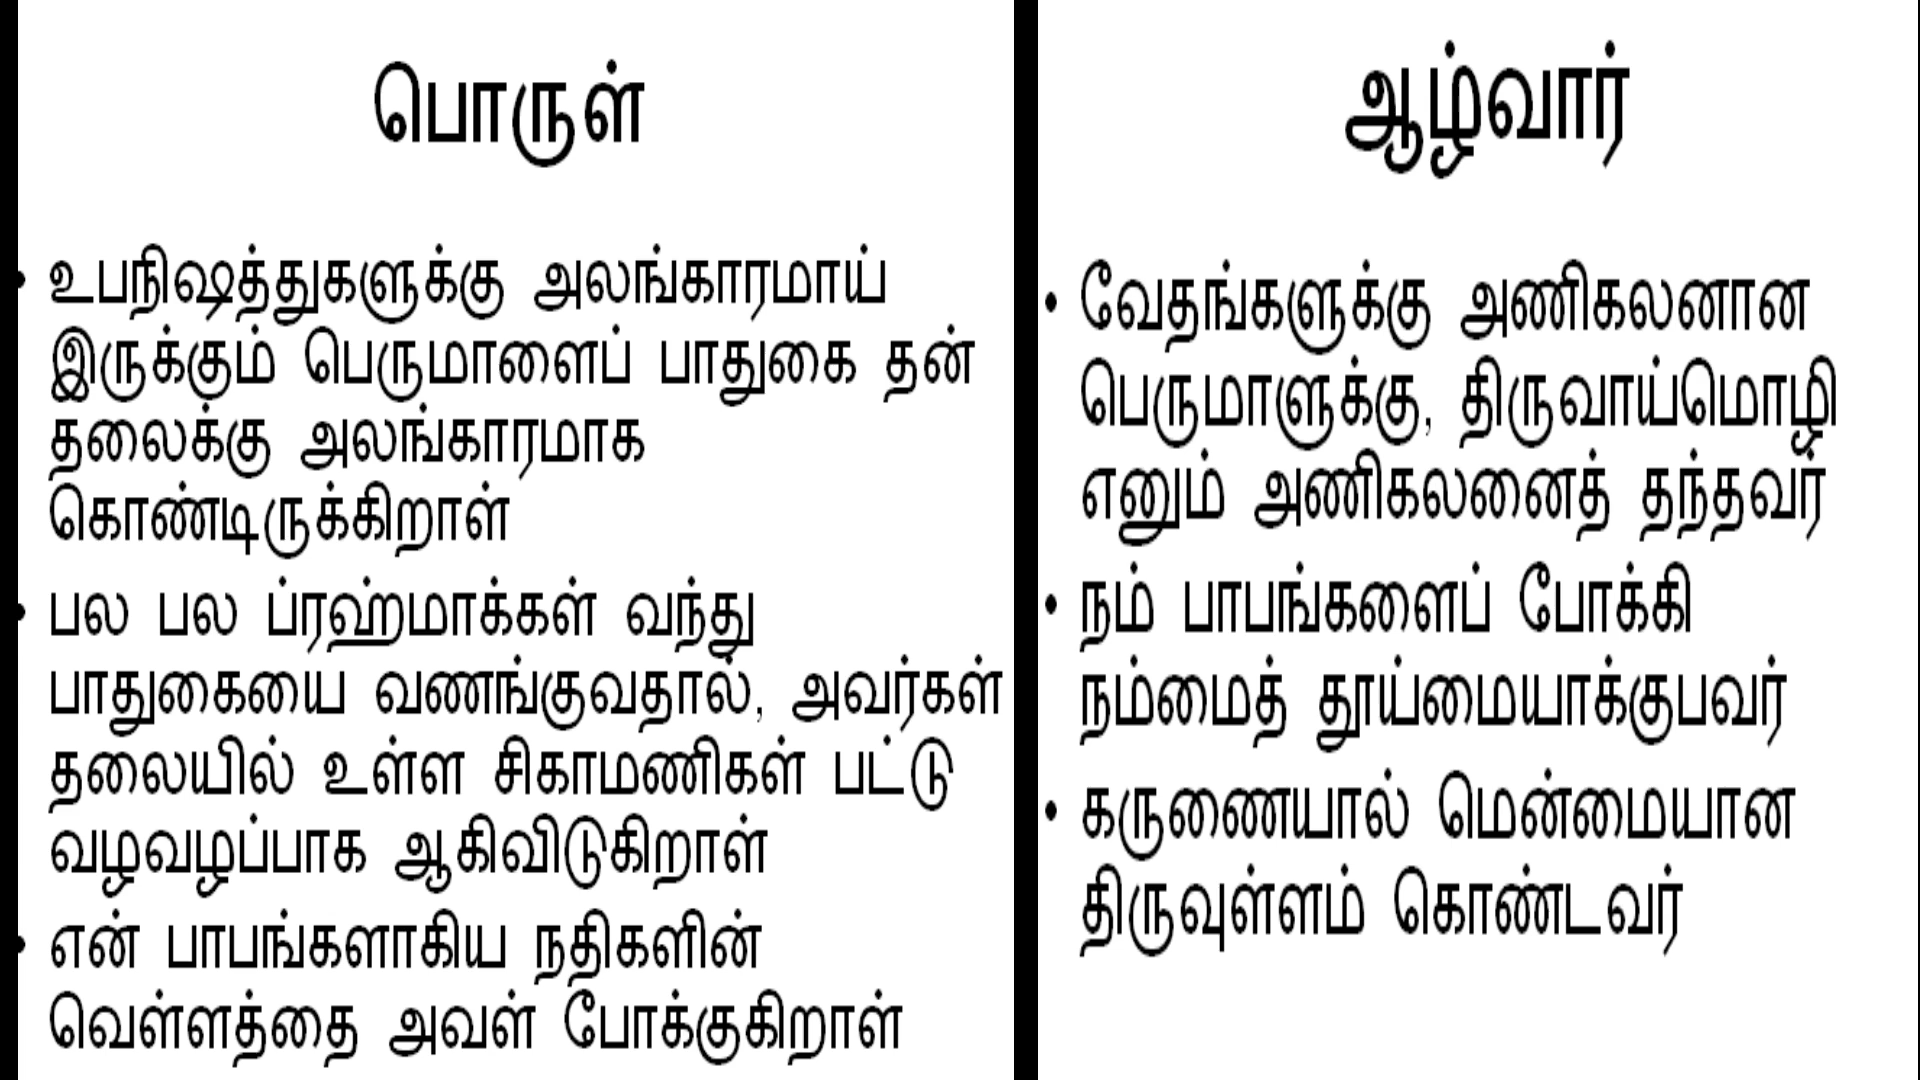 பொருள்
• உபநிஷத்துகளுக்கு அலங்காரமாய்
இருக்கும் பெருமாளைப் பாதுகை தன்
தலைக்கு அலங்காரமாக
கொண்டிருக்கிறாள்
• பல பல ப்ரஹ்மாக்கள் வந்து
பாதுகையை வணங்குவதால், அவர்கள்
தலையில் உள்ள சிகாமணிகள் பட்டு
வழவழப்பாக ஆகிவிடுகிறாள்
• என் பாபங்களாகிய நதிகளின்
வெள்ளத்தை அவள் போக்குகிறாள்
ஆழ்வார்
• வேதங்களுக்கு அணிகலனான
பெருமாளுக்கு, திருவாய்மொழி
எனும் அணிகலனைத் தந்தவர்
• நம் பாபங்களைப் போக்கி
நம்மைத் தூய்மையாக்குபவர்
• கருணையால் மென்மையான
திருவுள்ளம் கொண்டவர்